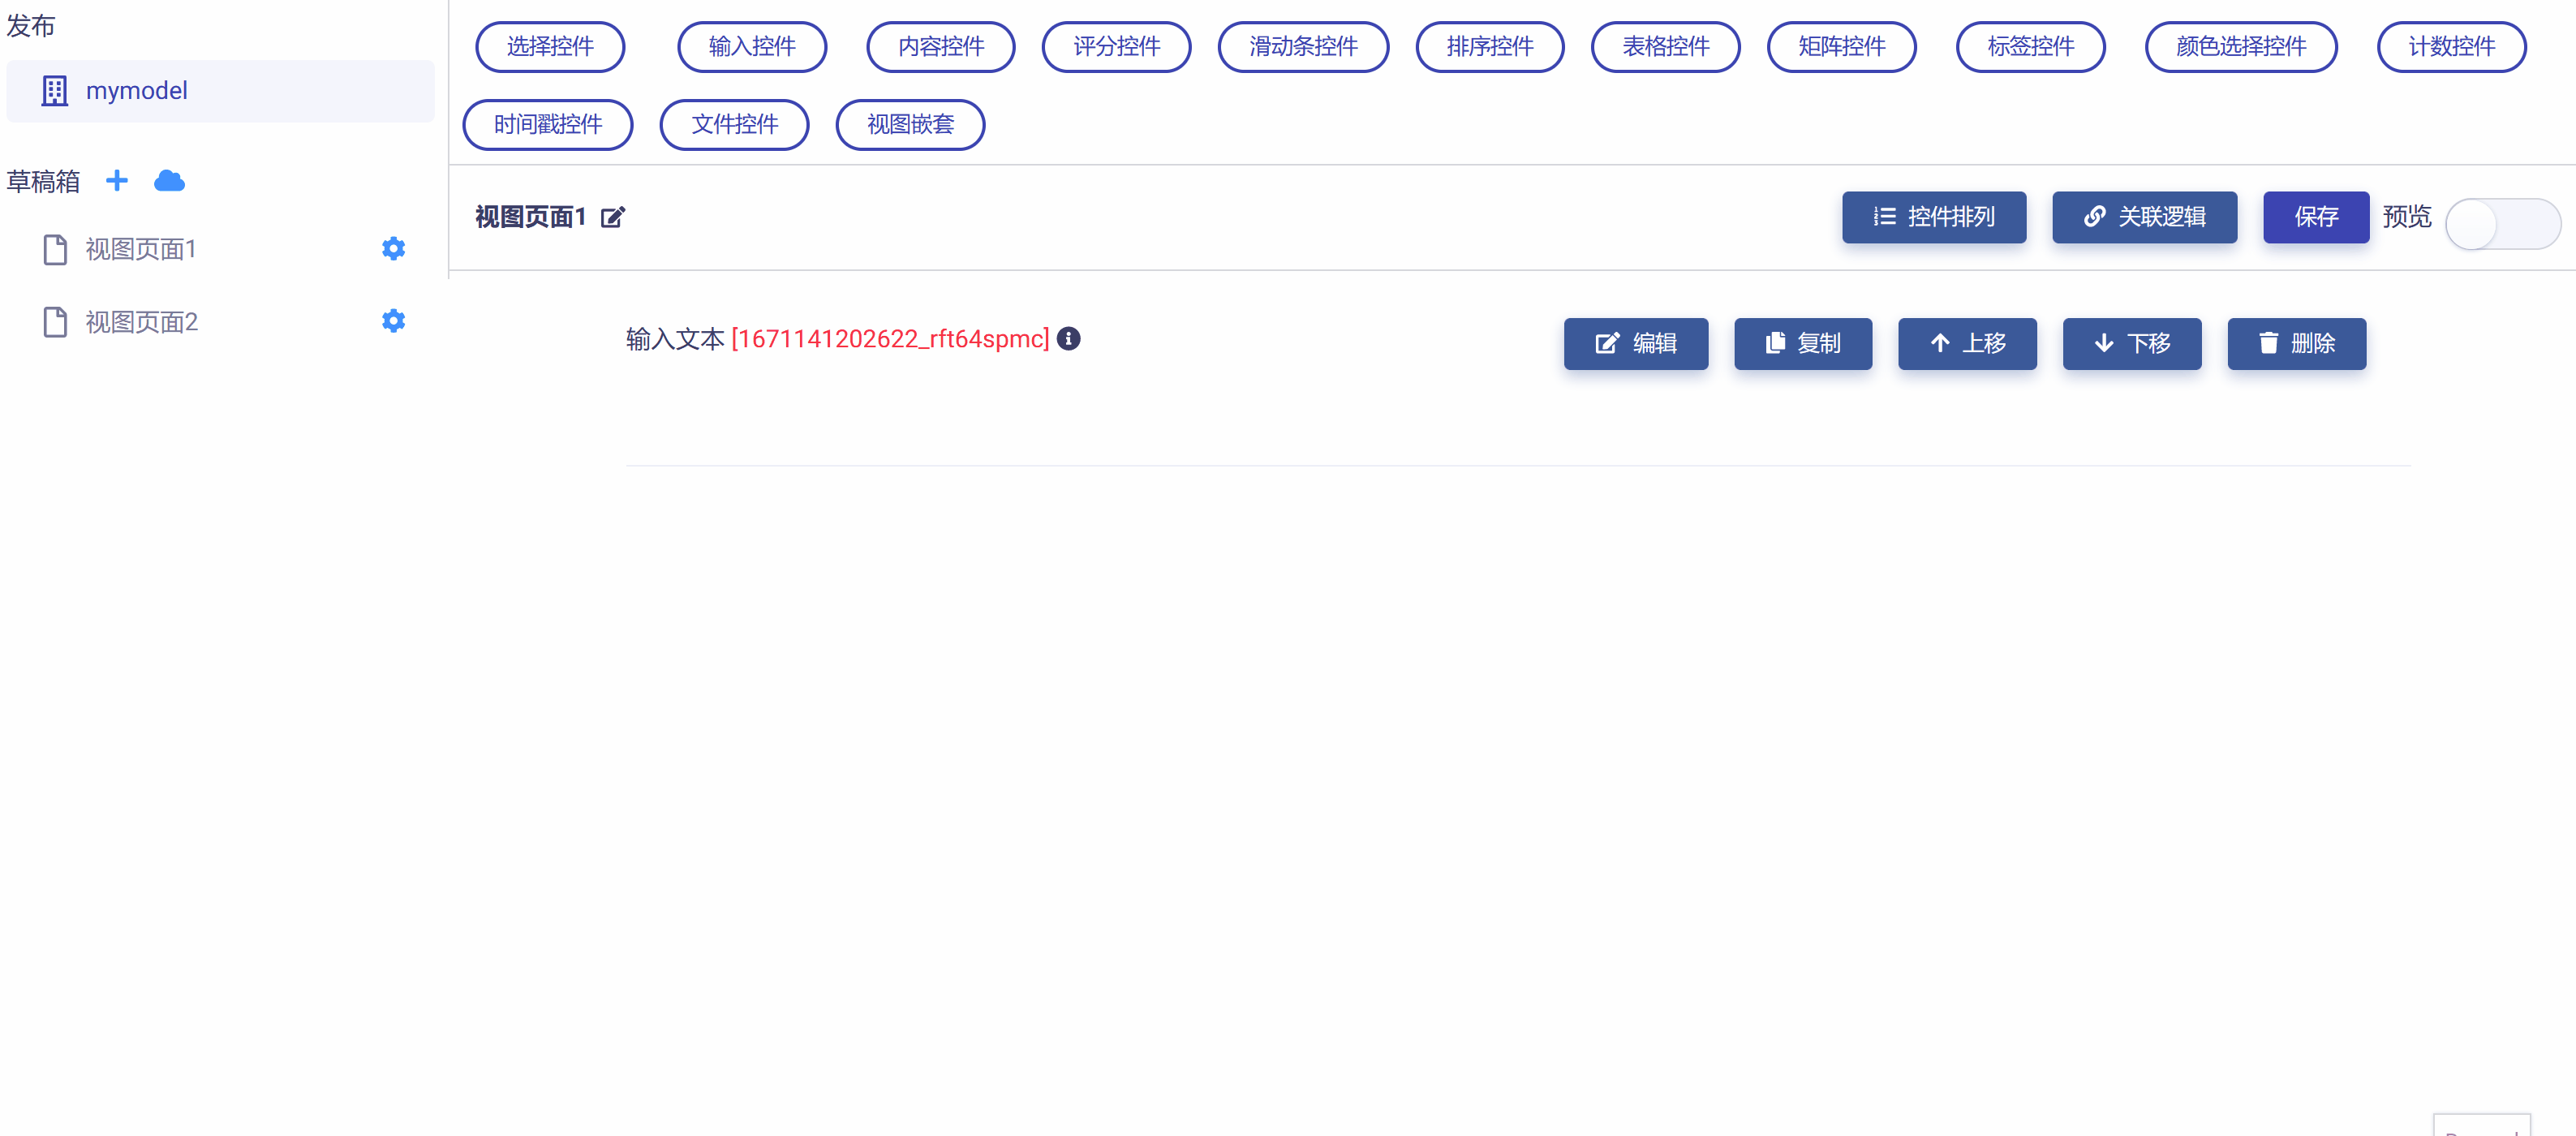 发布
mymodel
草稿箱
视图页面1
视图页面2
选择控件 输入控件 内容控件 评分控件 滑动条控件 排序控件 表格控件 矩阵控件 标签控件 颜色选择控件 计数控件
时间戳控件 文件控件 视图嵌套
视图页面1 控件排列 关联逻辑 保存 预览
输入文本 [1671141202622_rft64spmc] 编辑 复制 上移 下移 删除